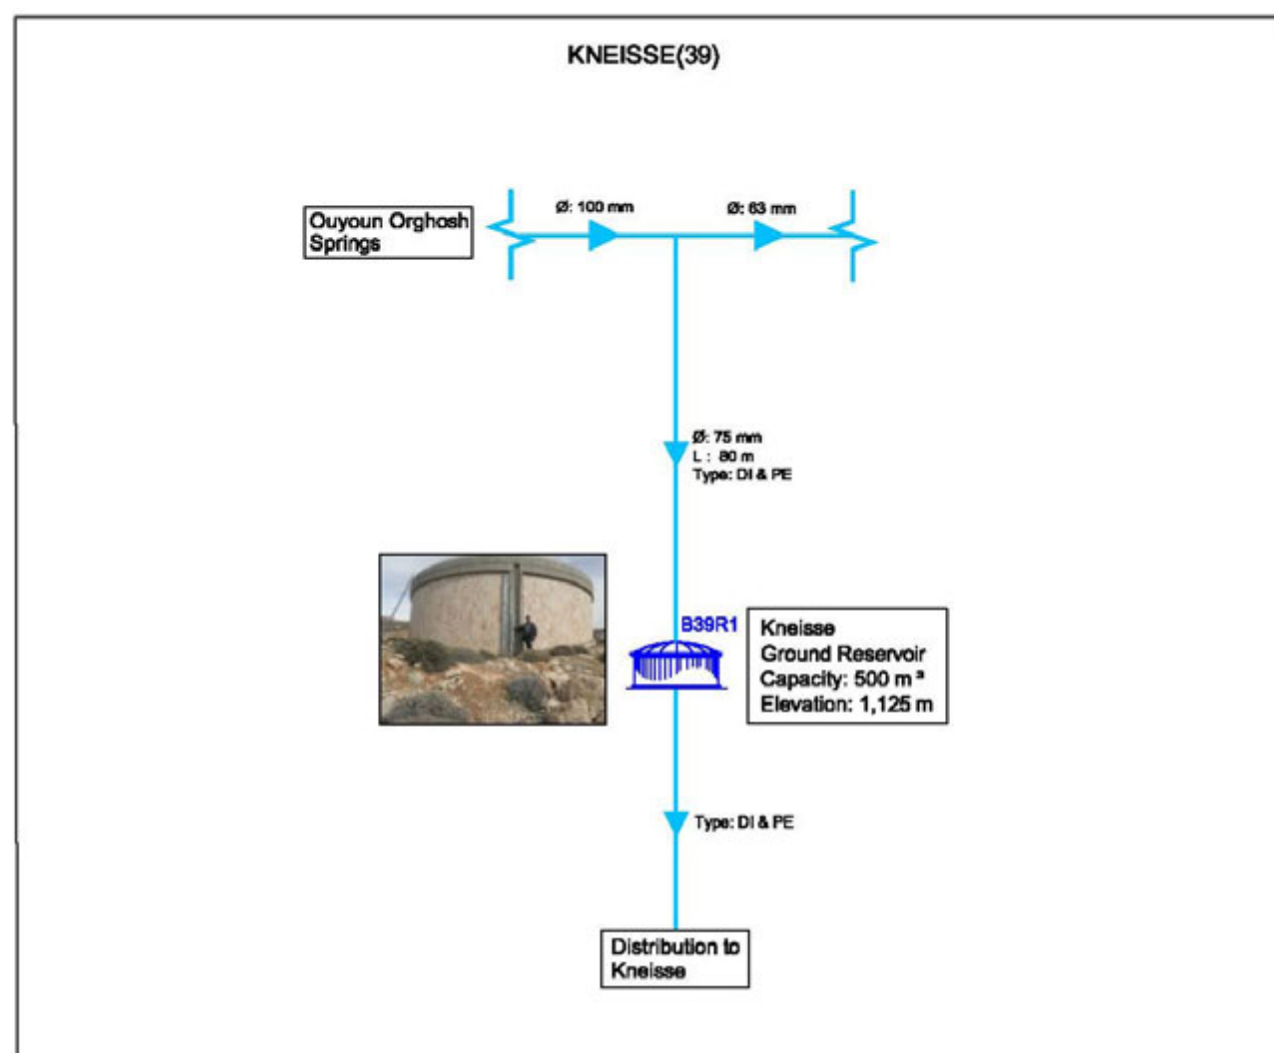 KNEISSE(39)
Ouyoun Orghosh
Springs
Ø: 100 mm
Ø: 63 mm
Ø: 75 mm
L : 80 m
Type: DI & PE
B39R1
Kneisse
Ground Reservoir
Capacity: 500 m ³
Elevation: 1,125 m
Type: DI & PE
Distribution to
Kneisse